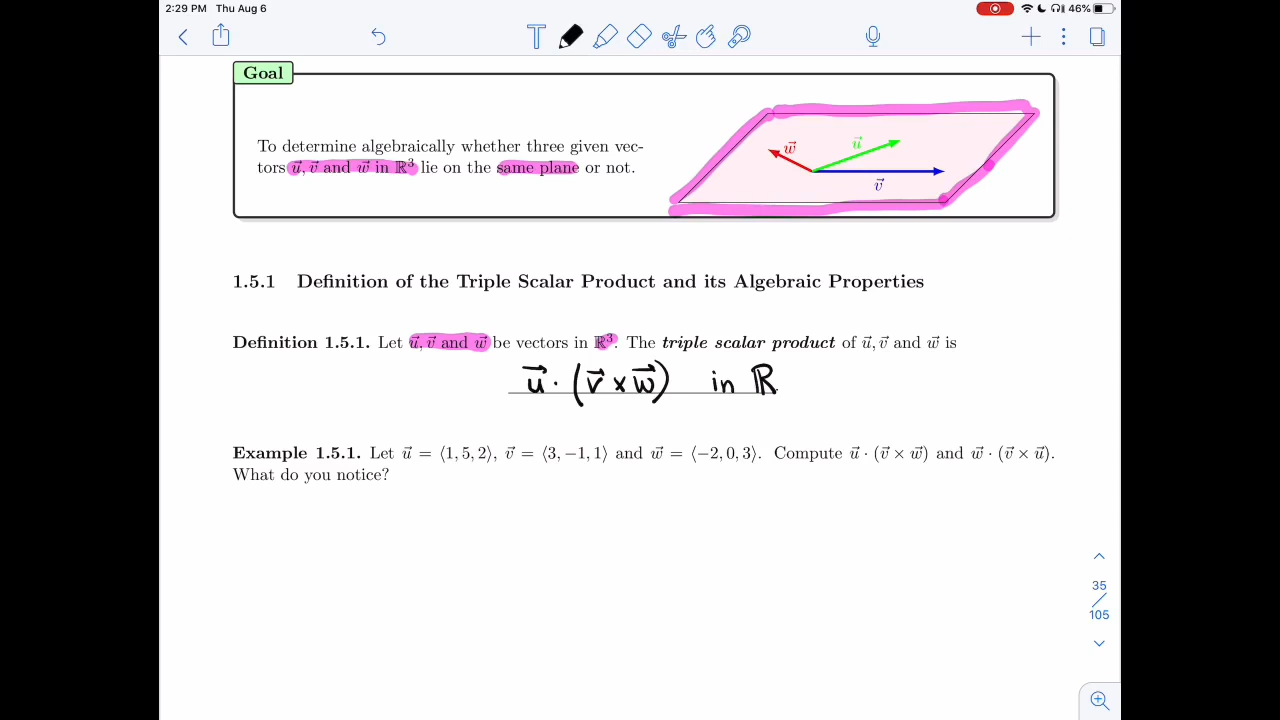 2:29 PM Thu Aug 6
46%
T
Goal
To determine algebraically whether three given vec-
tors u⃗, v⃗ and w⃗ in ℝ³ lie on the same plane or not.
w⃗
u⃗
v⃗
1.5.1 Definition of the Triple Scalar Product and its Algebraic Properties
Definition 1.5.1. Let u⃗, v⃗ and w⃗ be vectors in ℝ³. The triple scalar product of u⃗, v⃗ and w⃗ is
u⃗ · (v⃗ × w⃗) in ℝ
Example 1.5.1. Let u⃗ = ⟨1, 5, 2⟩, v⃗ = ⟨3, −1, 1⟩ and w⃗ = ⟨−2, 0, 3⟩. Compute u⃗ · (v⃗ × w⃗) and w⃗ · (v⃗ × u⃗).
What do you notice?
35
105